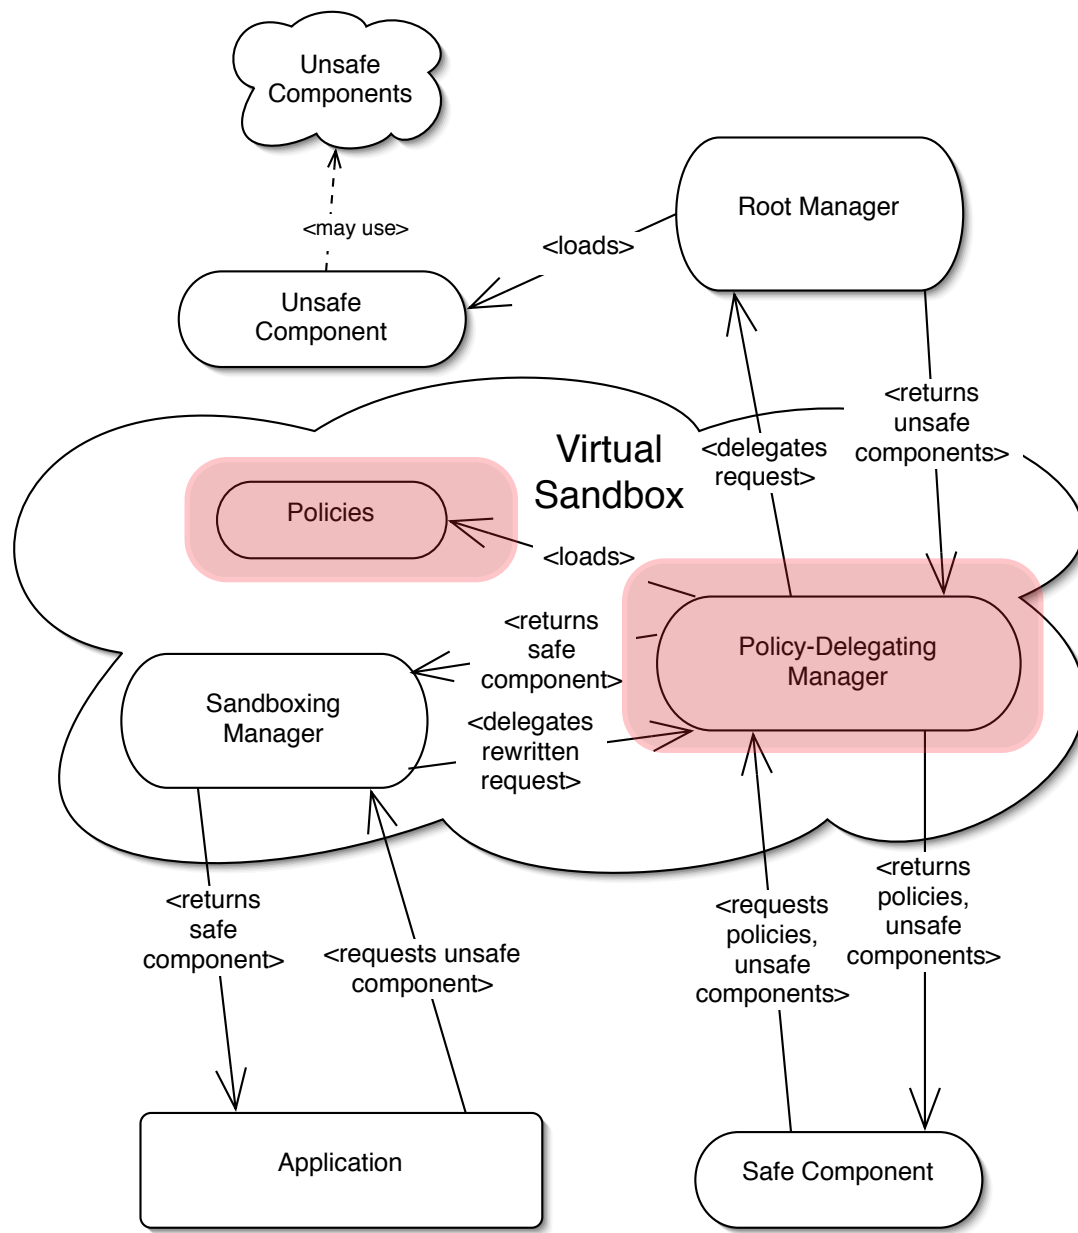 Unsafe
Components
<may use>
Unsafe
Component
<loads>
Root Manager
<returns
unsafe
components>
<delegates
request>
Virtual
Sandbox
Policies
<loads>
<returns
safe
component>
Policy-Delegating
Manager
Sandboxing
Manager
<delegates
rewritten
request>
<returns
safe
component>
<requests unsafe
component>
<requests
policies,
unsafe
components>
<returns
policies,
unsafe
components>
Application
Safe Component